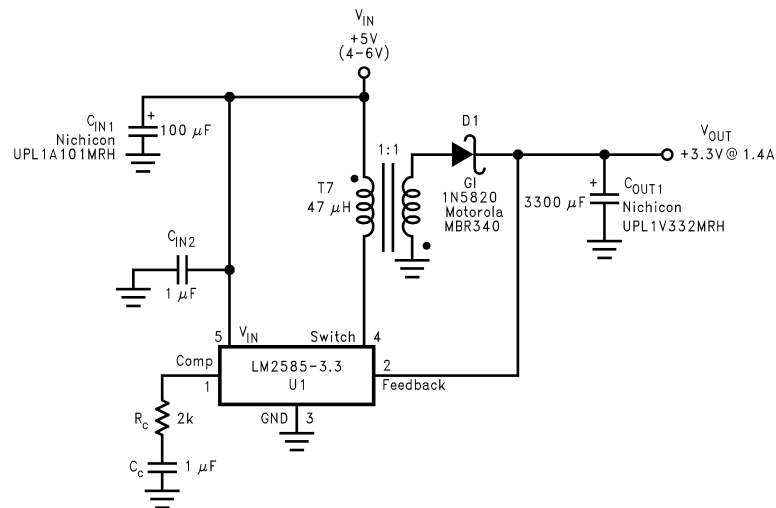 V_IN
+5V
(4-6V)
C_IN1
Nichicon
UPL1A101MRH
+
100 μF
1:1
D1
V_OUT
+3.3V @ 1.4A
T7
47 μH
GI
1N5820
Motorola
MBR340
3300 μF
+
C_OUT1
Nichicon
UPL1V332MRH
C_IN2
1 μF
5
V_IN
Switch
4
Comp
1
LM2585-3.3
U1
2
Feedback
GND
3
R_c
2k
C_c
1 μF